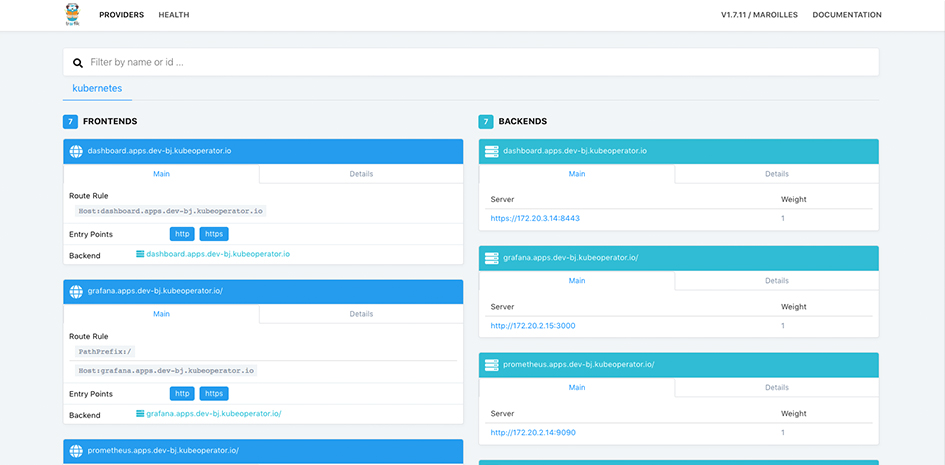 PROVIDERS HEALTH V1.7.11 / MAROILLES DOCUMENTATION
Filter by name or id ...
kubernetes
7 FRONTENDS
dashboard.apps.dev-bj.kubeoperator.io
Main Details
Route Rule
Host:dashboard.apps.dev-bj.kubeoperator.io
Entry Points http https
Backend dashboard.apps.dev-bj.kubeoperator.io
grafana.apps.dev-bj.kubeoperator.io/
Main Details
Route Rule
PathPrefix:/
Host:grafana.apps.dev-bj.kubeoperator.io
Entry Points http https
Backend grafana.apps.dev-bj.kubeoperator.io/
prometheus.apps.dev-bj.kubeoperator.io/
7 BACKENDS
dashboard.apps.dev-bj.kubeoperator.io
Main Details
Server Weight
https://172.20.3.14:8443 1
grafana.apps.dev-bj.kubeoperator.io/
Main Details
Server Weight
http://172.20.2.15:3000 1
prometheus.apps.dev-bj.kubeoperator.io/
Main Details
Server Weight
http://172.20.2.14:9090 1